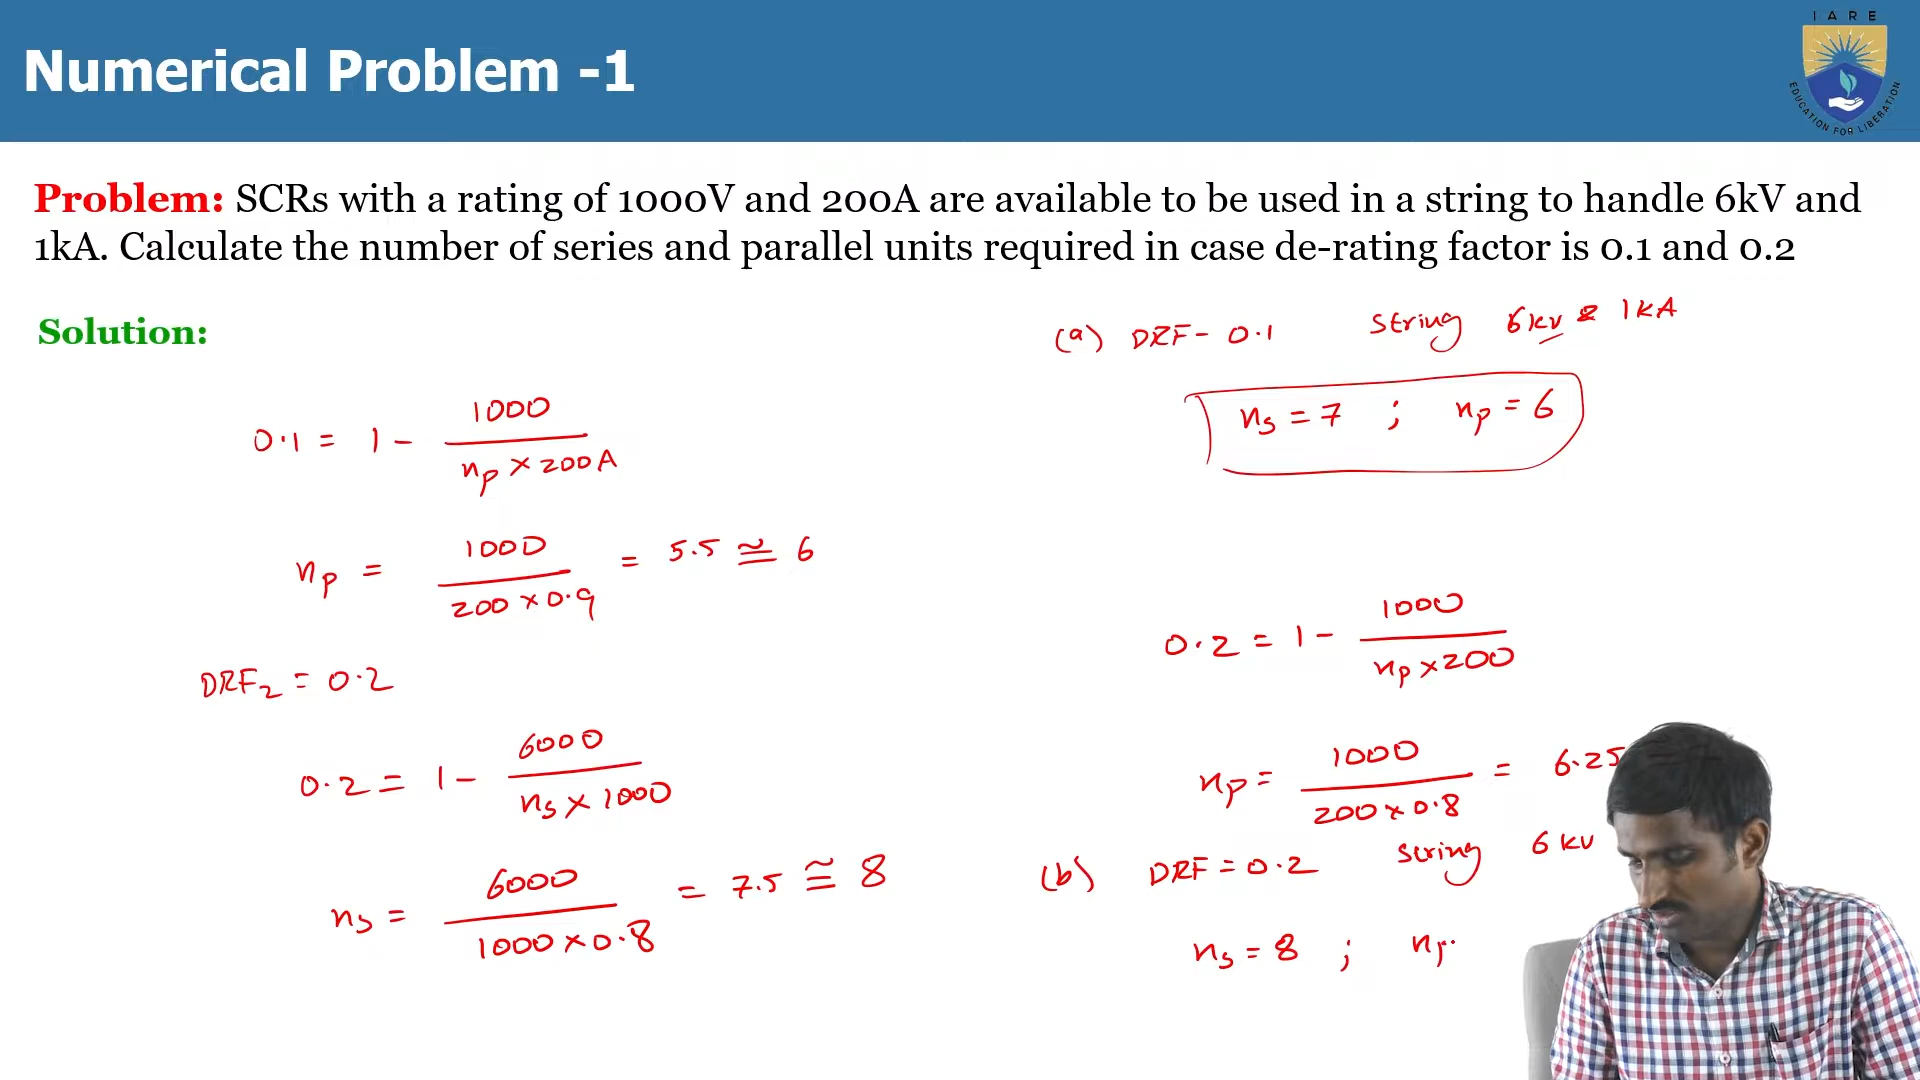 Numerical Problem -1
I A R E
EDUCATION FOR LIBERATION
Problem: SCRs with a rating of 1000V and 200A are available to be used in a string to handle 6kV and
1kA. Calculate the number of series and parallel units required in case de-rating factor is 0.1 and 0.2
Solution:
0.1 = 1 - 1000 / np × 200A
np = 1000 / 200 × 0.9 = 5.5 ≅ 6
DRF2 = 0.2
0.2 = 1 - 6000 / ns × 1000
ns = 6000 / 1000 × 0.8 = 7.5 ≅ 8
(a) DRF - 0.1 string 6kv & 1kA
ns = 7 ; np = 6
0.2 = 1 - 1000 / np × 200
np = 1000 / 200 × 0.8 = 6.25
(b) DRF = 0.2 string 6 kv
ns = 8 ;